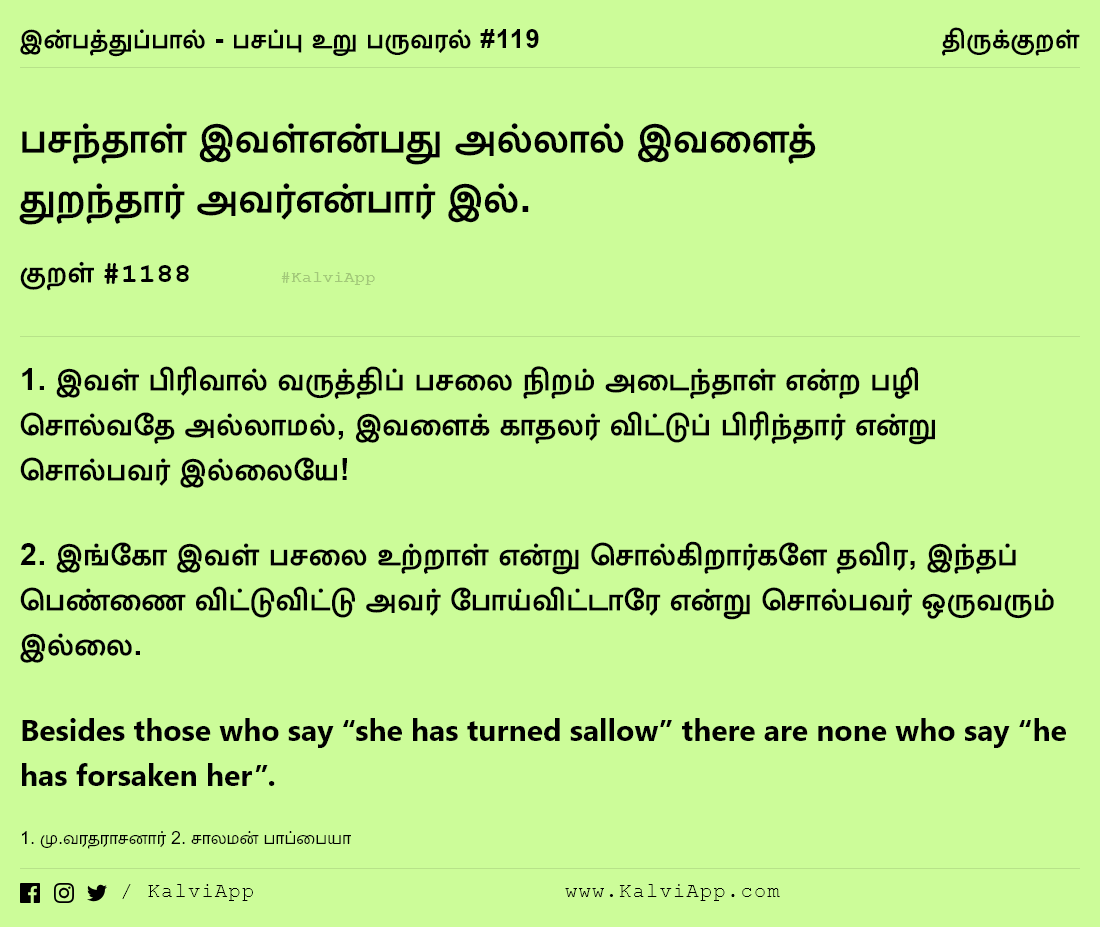 இன்பத்துப்பால் - பசப்பு உறு பருவரல் #119 திருக்குறள்
பசந்தாள் இவள்என்பது அல்லால் இவளைத்
துறந்தார் அவர்என்பார் இல்.
குறள் #1188 #KalviApp
1. இவள் பிரிவால் வருத்திப் பசலை நிறம் அடைந்தாள் என்ற பழி
சொல்வதே அல்லாமல், இவளைக் காதலர் விட்டுப் பிரிந்தார் என்று
சொல்பவர் இல்லையே!
2. இங்கோ இவள் பசலை உற்றாள் என்று சொல்கிறார்களே தவிர, இந்தப்
பெண்ணை விட்டுவிட்டு அவர் போய்விட்டாரே என்று சொல்பவர் ஒருவரும்
இல்லை.
Besides those who say “she has turned sallow” there are none who say “he
has forsaken her”.
1. மு.வரதராசனார் 2. சாலமன் பாப்பையா
/ KalviApp www.KalviApp.com